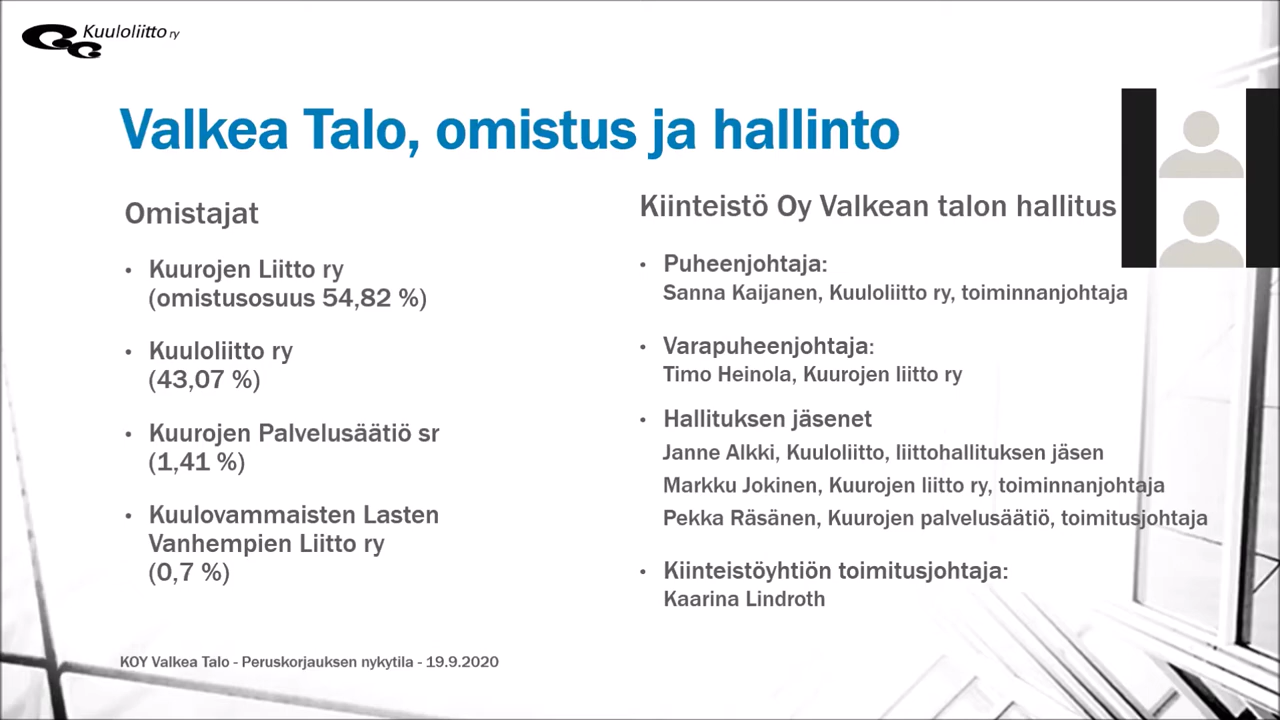 Kuuloliitto ry
Valkea Talo, omistus ja hallinto
Omistajat
• Kuurojen Liitto ry
(omistusosuus 54,82 %)
• Kuuloliitto ry
(43,07 %)
• Kuurojen Palvelusäätiö sr
(1,41 %)
• Kuulovammaisten Lasten
Vanhempien Liitto ry
(0,7 %)
Kiinteistö Oy Valkean talon hallitus
• Puheenjohtaja:
Sanna Kaijanen, Kuuloliitto ry, toiminnanjohtaja
• Varapuheenjohtaja:
Timo Heinola, Kuurojen liitto ry
• Hallituksen jäsenet
Janne Alkki, Kuuloliitto, liittohallituksen jäsen
Markku Jokinen, Kuurojen liitto ry, toiminnanjohtaja
Pekka Räsänen, Kuurojen palvelusäätiö, toimitusjohtaja
• Kiinteistöyhtiön toimitusjohtaja:
Kaarina Lindroth
KOY Valkea Talo - Peruskorjauksen nykytila - 19.9.2020